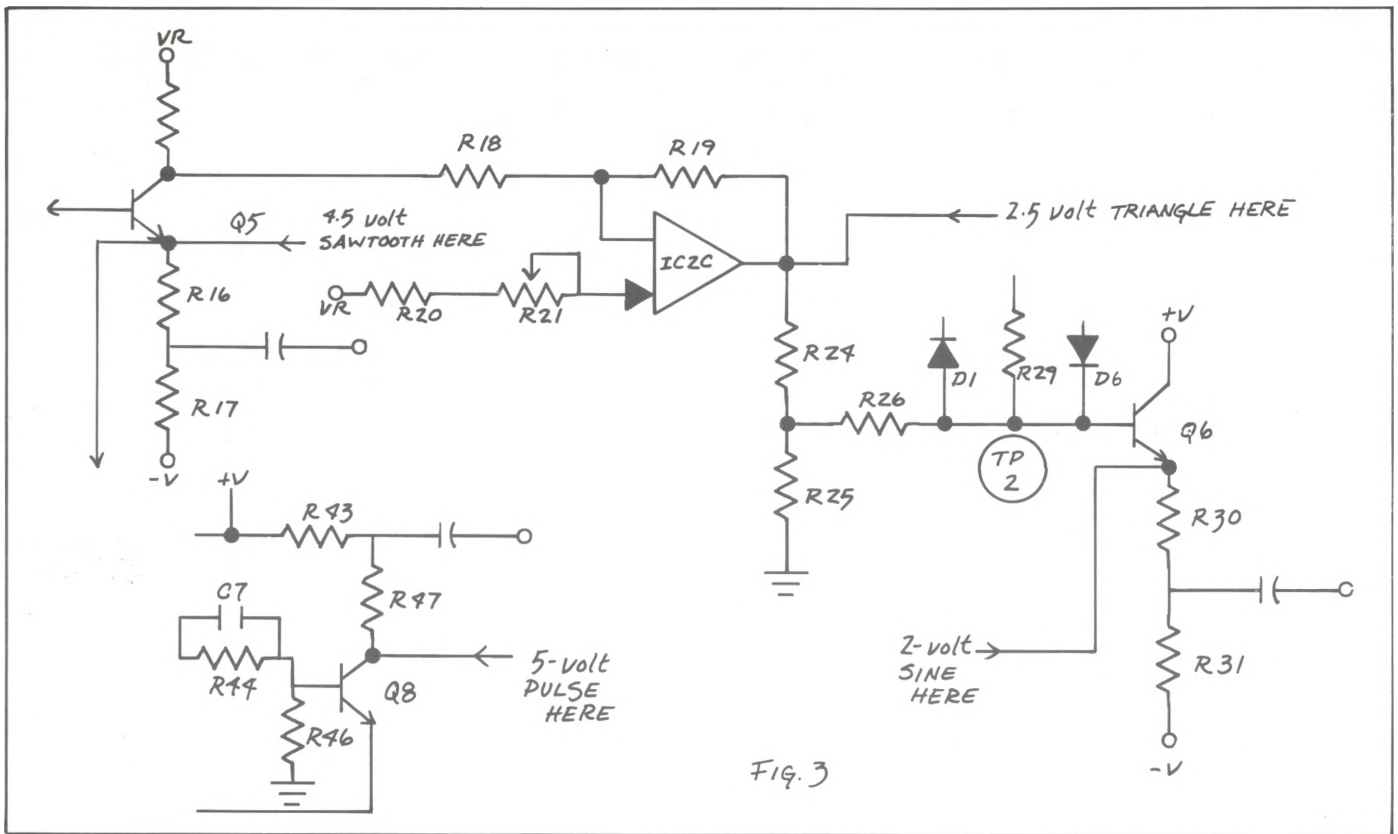 VR
R18
R19
Q5
4.5 volt
SAWTOOTH HERE
2.5 volt TRIANGLE HERE
IC2C
R16
VR
R20
R21
+V
R24
D1
R29
D6
R17
R26
Q6
TP
2
-V
+V
R25
R43
R30
C7
R47
R44
Q8
5-volt
PULSE
HERE
2-volt
SINE
HERE
R31
R46
FIG. 3
-V